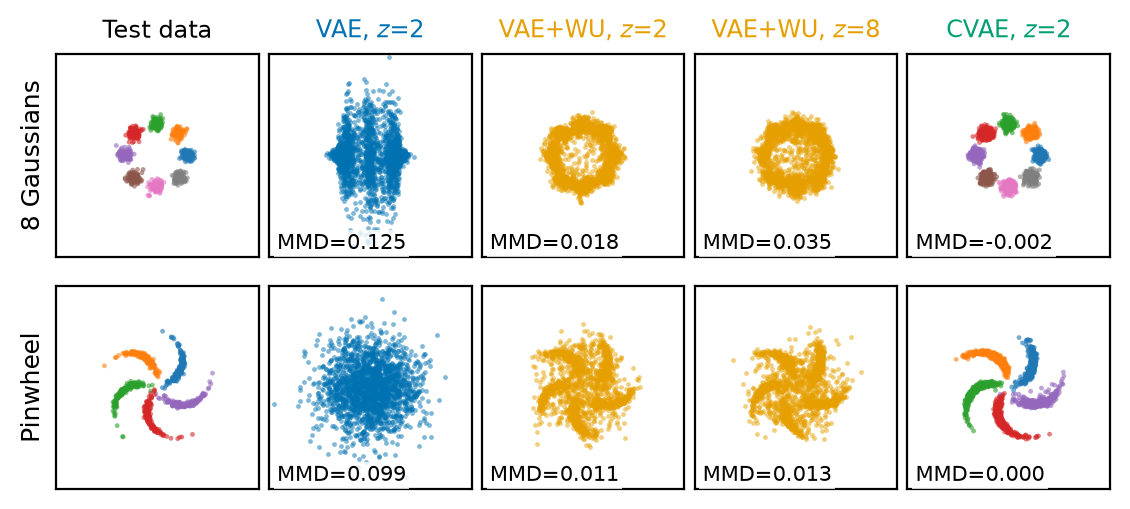 Test data
VAE, z=2
VAE+WU, z=2
VAE+WU, z=8
CVAE, z=2
8 Gaussians
MMD=0.125
MMD=0.018
MMD=0.035
MMD=-0.002
Pinwheel
MMD=0.099
MMD=0.011
MMD=0.013
MMD=0.000